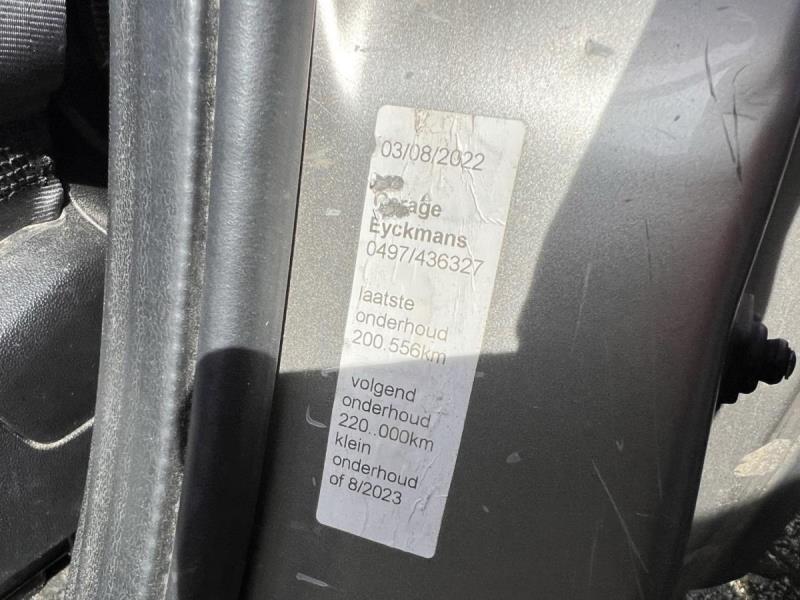 03/08/2022
Garage
Eyckmans
0497/436327
laatste
onderhoud
200.556km
volgend
onderhoud
220..000km
klein
onderhoud
of 8/2023